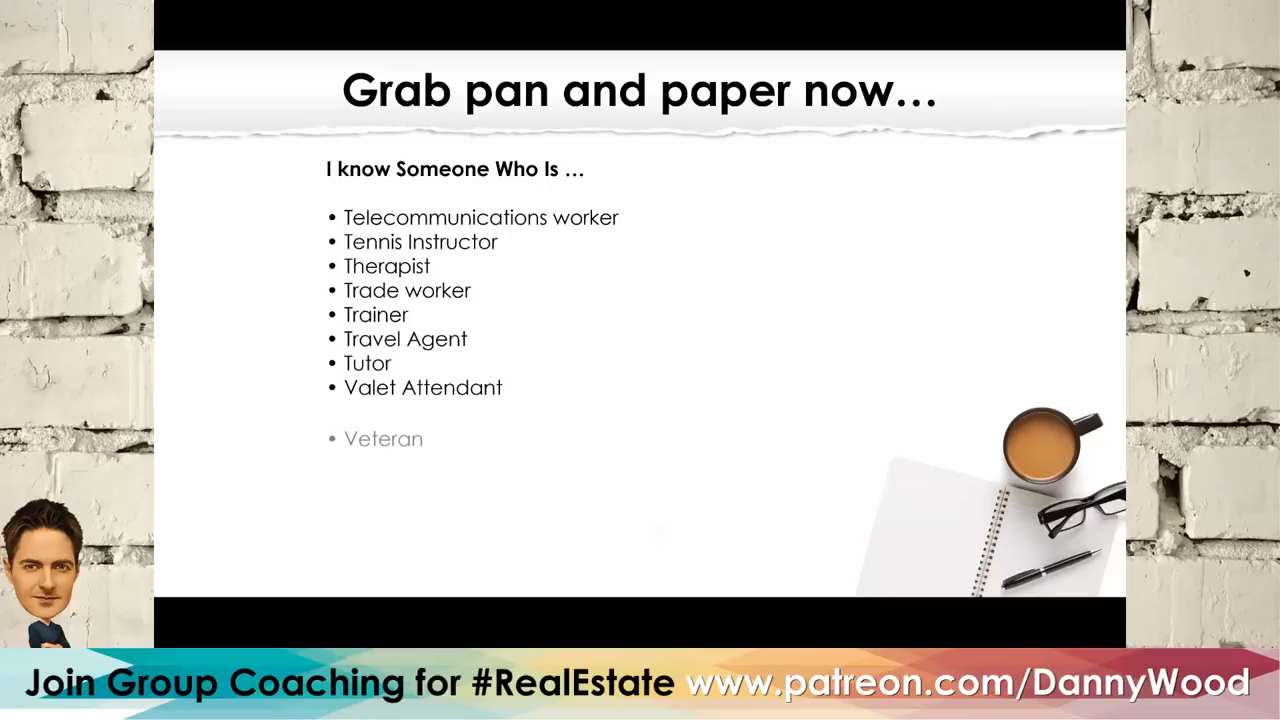 Grab pan and paper now...
I know Someone Who Is ...
• Telecommunications worker
• Tennis Instructor
• Therapist
• Trade worker
• Trainer
• Travel Agent
• Tutor
• Valet Attendant
• Veteran
Join Group Coaching for #RealEstate www.patreon.com/DannyWood